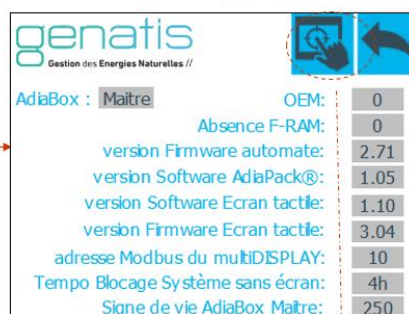 genatis
Gestion des Energies Naturelles //
AdiaBox : Maitre OEM: 0
Absence F-RAM: 0
version Firmware automate: 2.71
version Software AdiaPack®: 1.05
version Software Ecran tactile: 1.10
version Firmware Ecran tactile: 3.04
adresse Modbus du multiDISPLAY: 10
Tempo Blocage Système sans écran: 4h
Signe de vie AdiaBox Maitre: 250